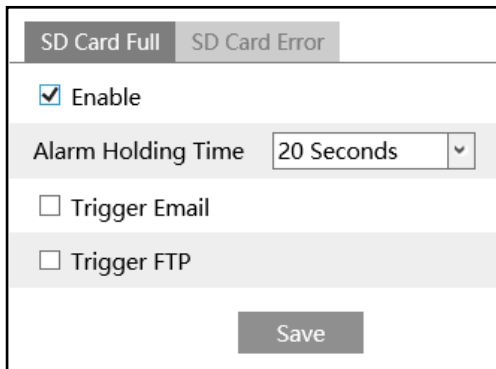 SD Card Full SD Card Error
Enable
Alarm Holding Time 20 Seconds
Trigger Email
Trigger FTP
Save